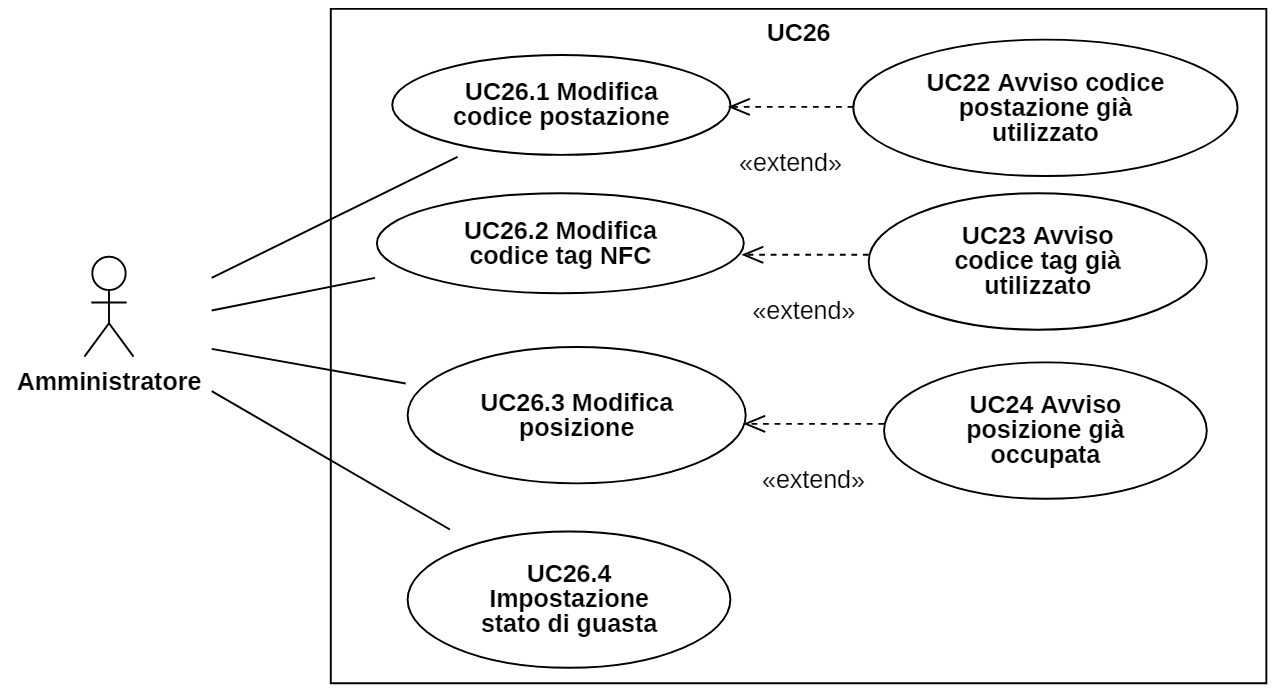 UC26
UC26.1 Modifica
codice postazione
UC22 Avviso codice
postazione già
utilizzato
«extend»
UC26.2 Modifica
codice tag NFC
UC23 Avviso
codice tag già
utilizzato
«extend»
Amministratore
UC26.3 Modifica
posizione
UC24 Avviso
posizione già
occupata
«extend»
UC26.4
Impostazione
stato di guasta